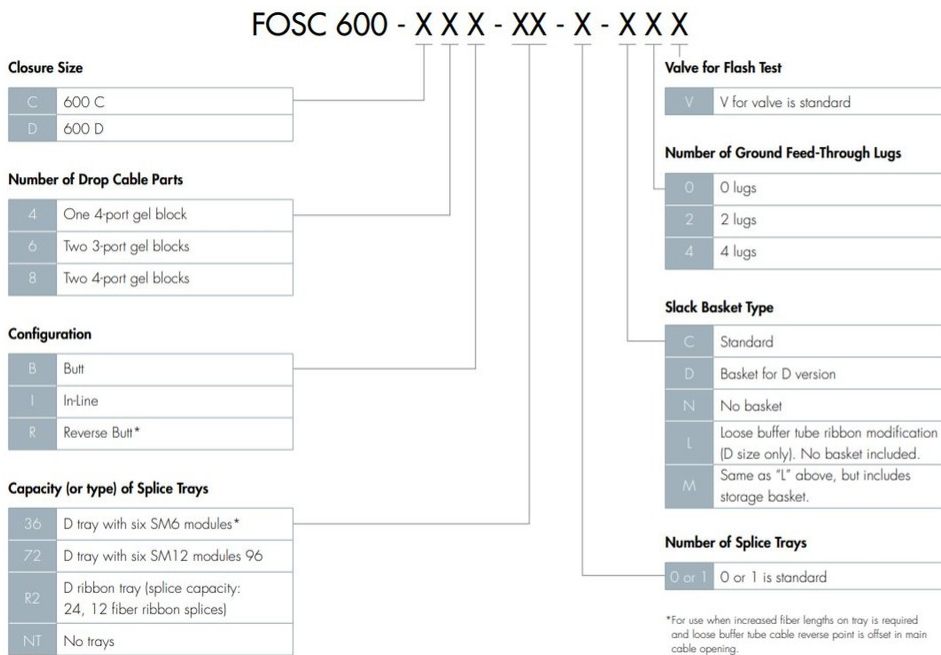 FOSC 600 - X X X - XX - X - X X X
Closure Size
C 600 C
D 600 D
Number of Drop Cable Parts
4 One 4-port gel block
6 Two 3-port gel blocks
8 Two 4-port gel blocks
Configuration
B Butt
I In-Line
R Reverse Butt*
Capacity (or type) of Splice Trays
36 D tray with six SM6 modules*
72 D tray with six SM12 modules 96
R2 D ribbon tray (splice capacity:
24, 12 fiber ribbon splices)
NT No trays
Valve for Flash Test
V V for valve is standard
Number of Ground Feed-Through Lugs
0 0 lugs
2 2 lugs
4 4 lugs
Slack Basket Type
C Standard
D Basket for D version
N No basket
L Loose buffer tube ribbon modification
(D size only). No basket included.
M Same as “L” above, but includes
storage basket.
Number of Splice Trays
0 or 1 0 or 1 is standard
*For use when increased fiber lengths on tray is required
and loose buffer tube cable reverse point is offset in main
cable opening.